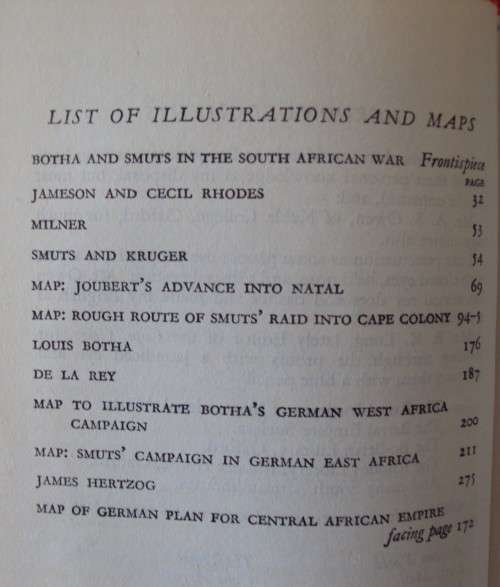 LIST OF ILLUSTRATIONS AND MAPS
BOTHA AND SMUTS IN THE SOUTH AFRICAN WAR Frontispiece
PAGE
JAMESON AND CECIL RHODES 32
MILNER 53
SMUTS AND KRUGER 54
MAP: JOUBERT'S ADVANCE INTO NATAL 69
MAP: ROUGH ROUTE OF SMUTS' RAID INTO CAPE COLONY 94-5
LOUIS BOTHA 176
DE LA REY 187
MAP TO ILLUSTRATE BOTHA'S GERMAN WEST AFRICA
CAMPAIGN 200
MAP: SMUTS' CAMPAIGN IN GERMAN EAST AFRICA 211
JAMES HERTZOG 275
MAP OF GERMAN PLAN FOR CENTRAL AFRICAN EMPIRE
facing page 172